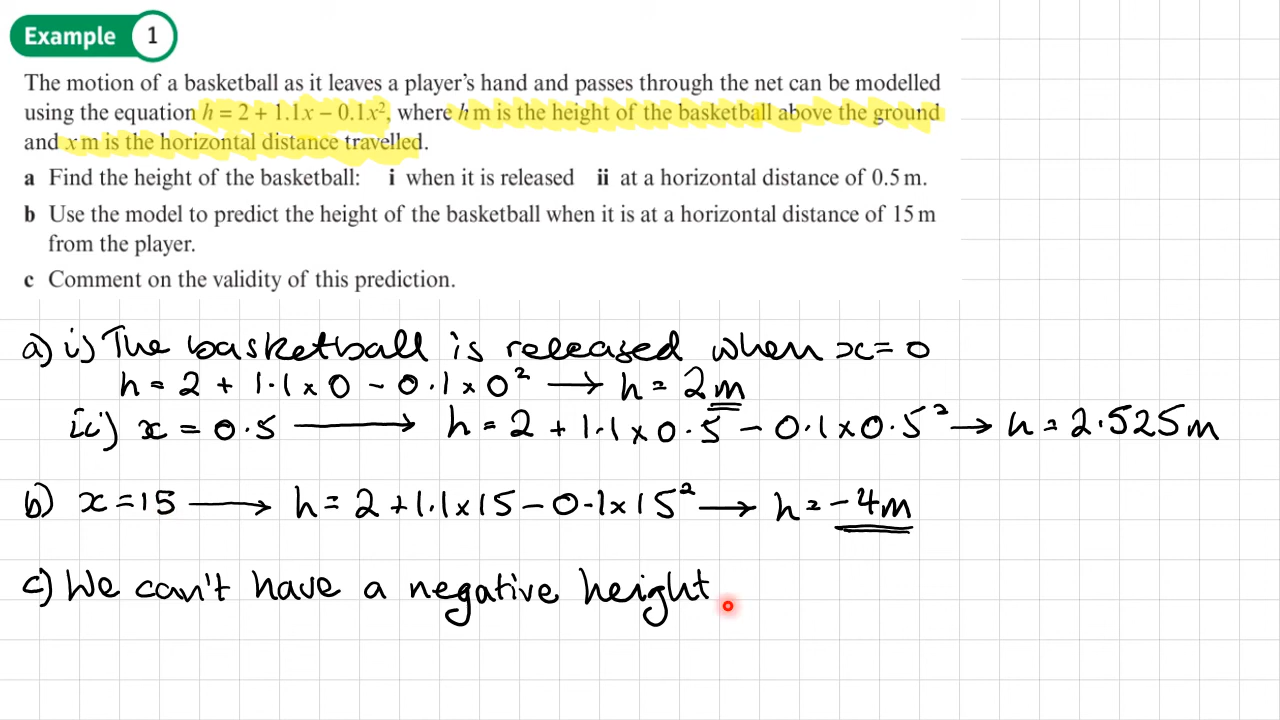 Example 1
The motion of a basketball as it leaves a player's hand and passes through the net can be modelled
using the equation h = 2 + 1.1x − 0.1x², where h m is the height of the basketball above the ground
and x m is the horizontal distance travelled.
a Find the height of the basketball: i when it is released ii at a horizontal distance of 0.5 m.
b Use the model to predict the height of the basketball when it is at a horizontal distance of 15 m
from the player.
c Comment on the validity of this prediction.
a) i) The basketball is released when x = 0
h = 2 + 1.1 × 0 − 0.1 × 0² → h = 2m
ii) x = 0.5 → h = 2 + 1.1 × 0.5 − 0.1 × 0.5² → h = 2.525m
b) x = 15 → h = 2 + 1.1 × 15 − 0.1 × 15² → h = −4m
c) We can't have a negative height